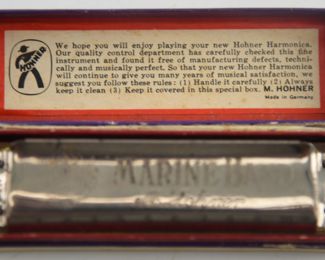 HOHNER
We hope you will enjoy playing your new Hohner Harmonica.
Our quality control department has carefully checked this fine
instrument and found it free of manufacturing defects, techni-
cally and musically perfect. So that your new Hohner Harmonica
will continue to give you many years of musical satisfaction, we
suggest you follow these rules: (1) Handle it carefully (2) Always
keep it clean (3) Keep it covered in this special box. M. HOHNER
Made in Germany
MARINE BA